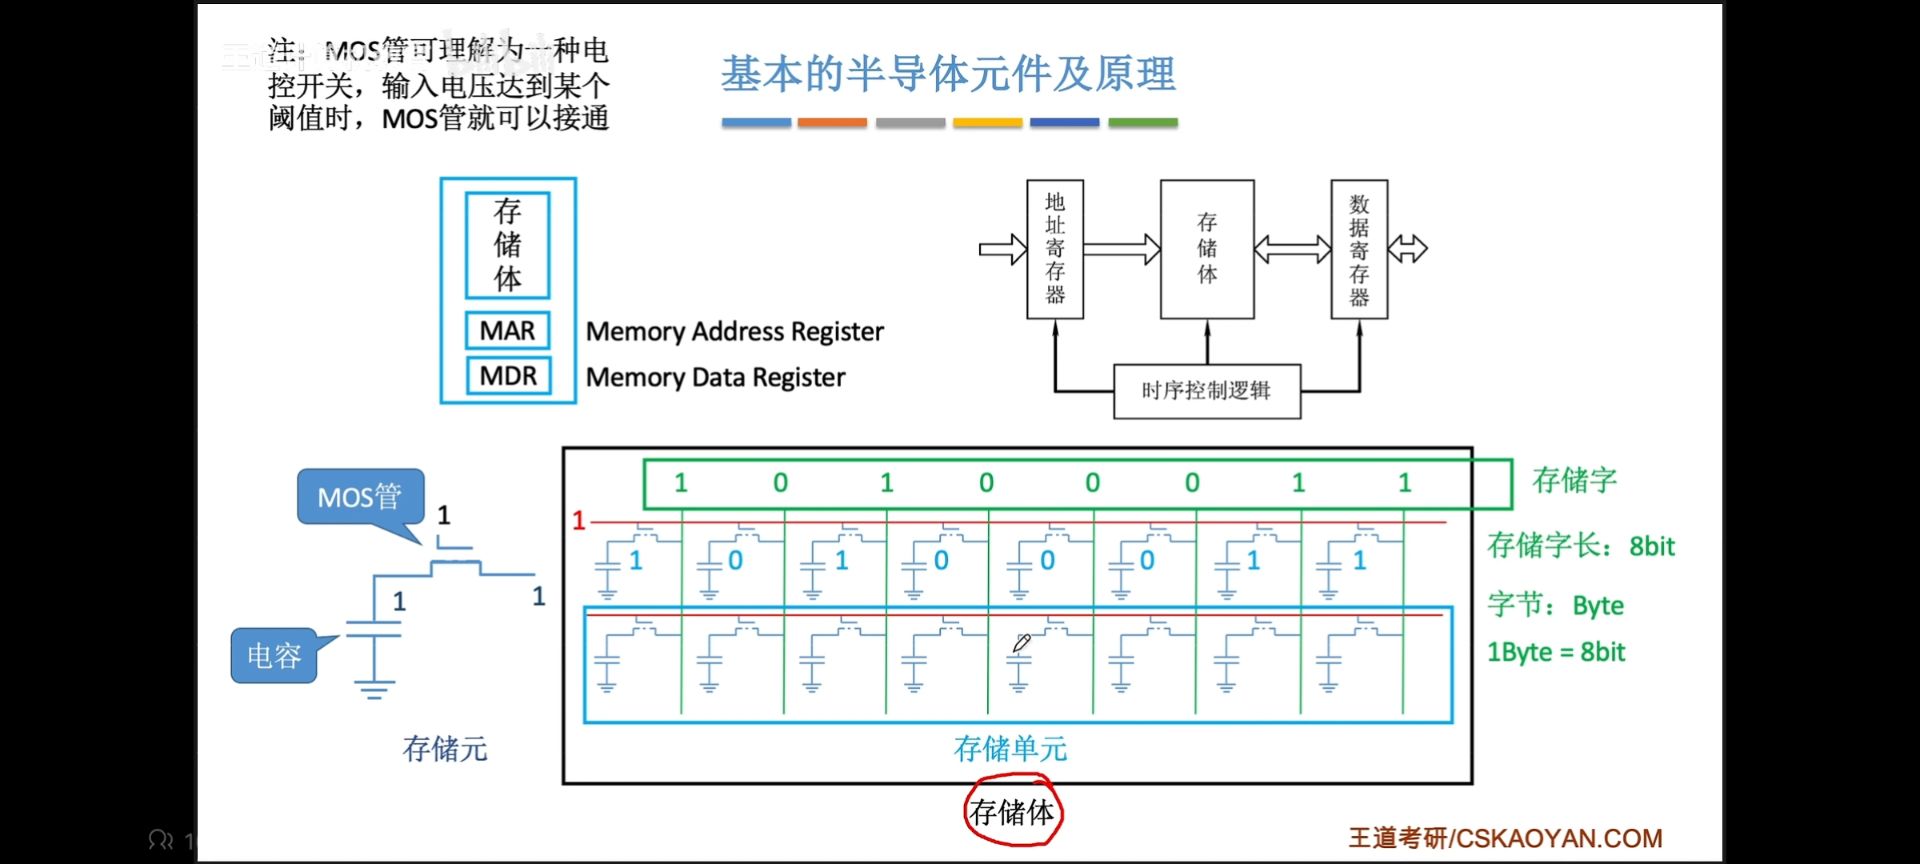 注：MOS管可理解为一种电
控开关，输入电压达到某个
阈值时，MOS管就可以接通
基本的半导体元件及原理
存
储
体
MAR
Memory Address Register
MDR
Memory Data Register
地
址
寄
存
器
存
储
体
数
据
寄
存
器
时序控制逻辑
MOS管
1
1
1
电容
存储元
1 0 1 0 0 0 1 1
存储字
1
1 0 1 0 0 0 1 1
存储字长：8bit
字节：Byte
1Byte = 8bit
存储单元
存储体
王道考研/CSKAOYAN.COM